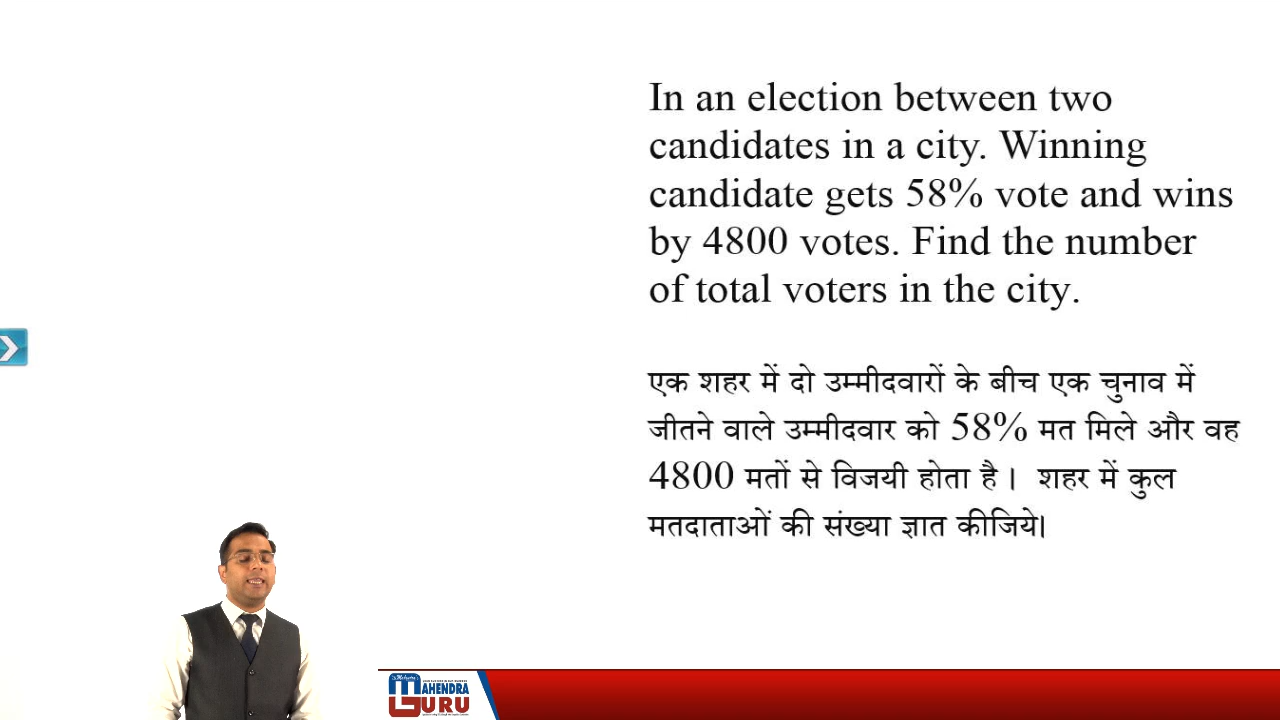 In an election between two
candidates in a city. Winning
candidate gets 58% vote and wins
by 4800 votes. Find the number
of total voters in the city.
एक शहर में दो उम्मीदवारों के बीच एक चुनाव में
जीतने वाले उम्मीदवार को 58% मत मिले और वह
4800 मतों से विजयी होता है । शहर में कुल
मतदाताओं की संख्या ज्ञात कीजिये।
MAHENDRA
GURU